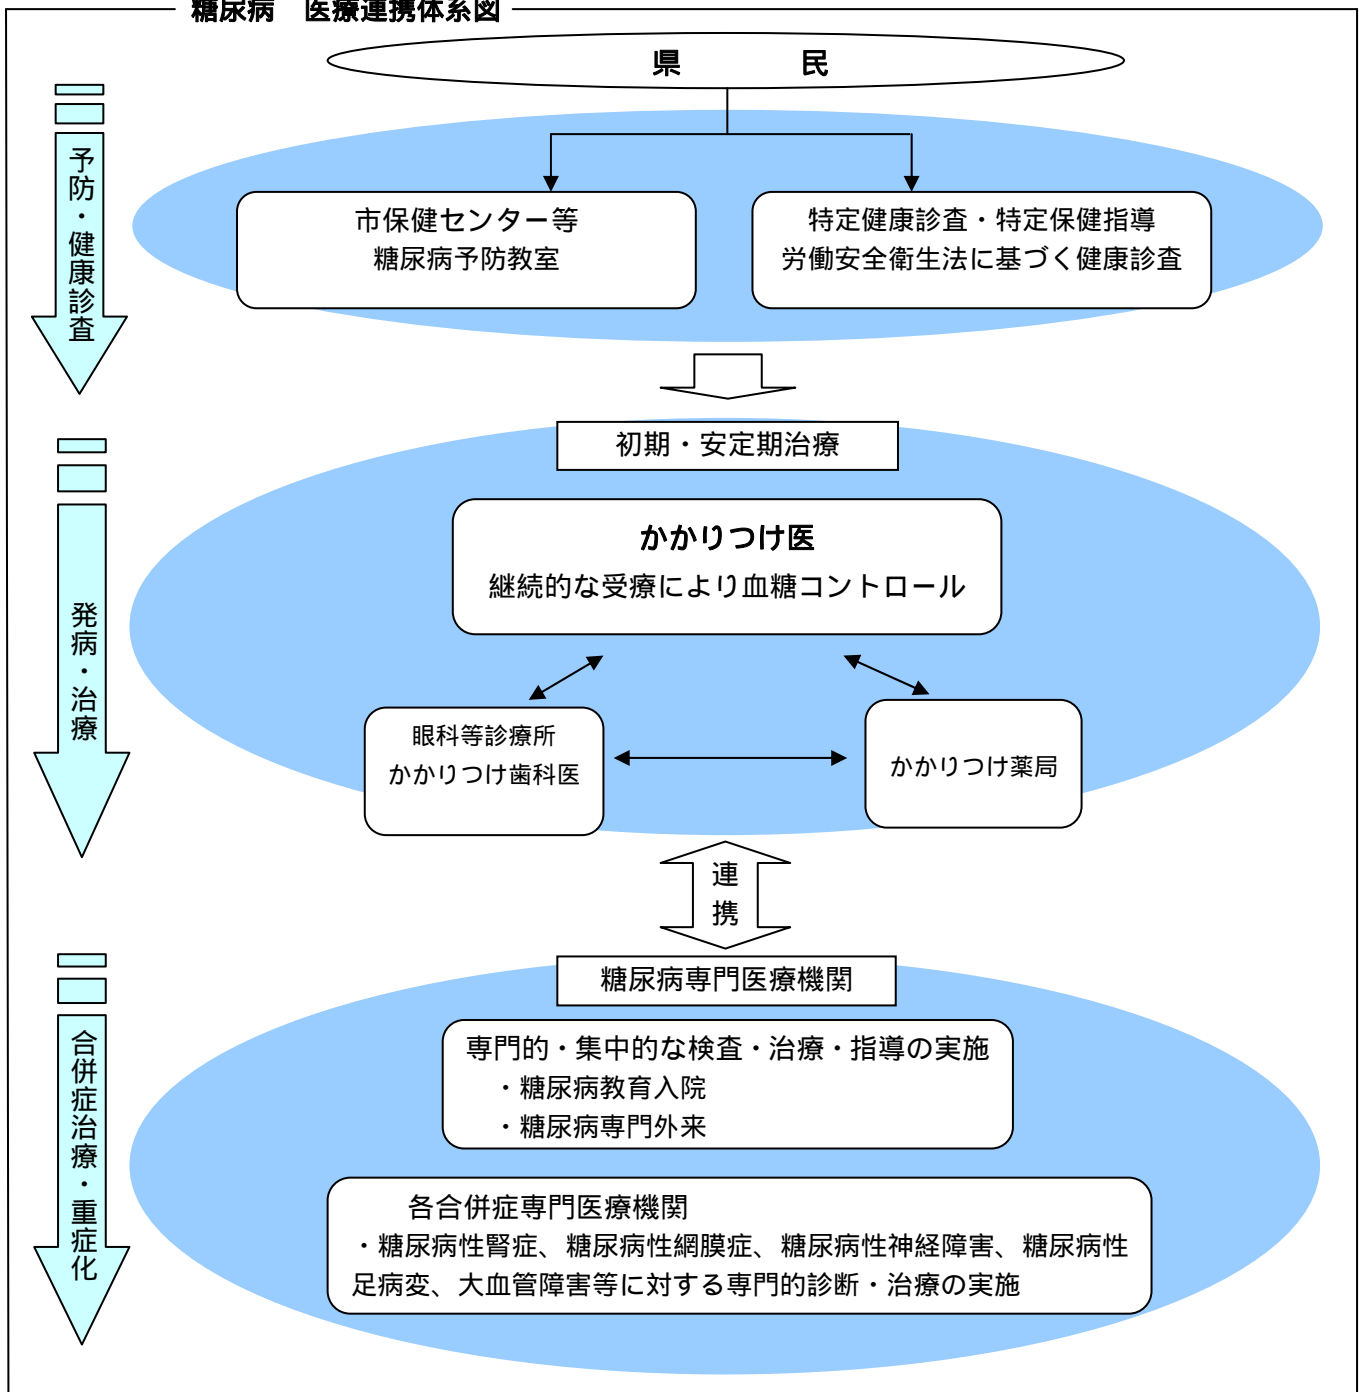 糖尿病　医療連携体系図
県　　民
予防・健康診査
市保健センター等
糖尿病予防教室
特定健康診査・特定保健指導
労働安全衛生法に基づく健康診査
発病・治療
初期・安定期治療
かかりつけ医
継続的な受療により血糖コントロール
眼科等診療所
かかりつけ歯科医
かかりつけ薬局
連携
合併症治療・重症化
糖尿病専門医療機関
専門的・集中的な検査・治療・指導の実施
・糖尿病教育入院
・糖尿病専門外来
各合併症専門医療機関
・糖尿病性腎症、糖尿病性網膜症、糖尿病性神経障害、糖尿病性
足病変、大血管障害等に対する専門的診断・治療の実施